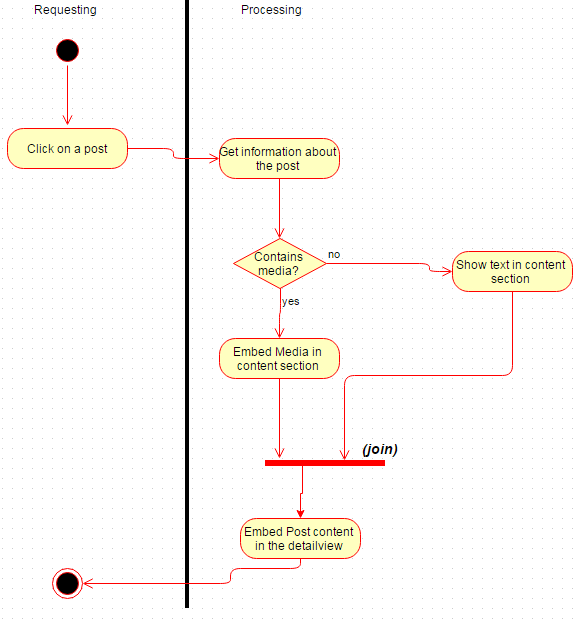 Requesting
Processing
Click on a post
Get information about
the post
Contains
media?
no
Show text in content
section
yes
Embed Media in
content section
(join)
Embed Post content
in the detailview